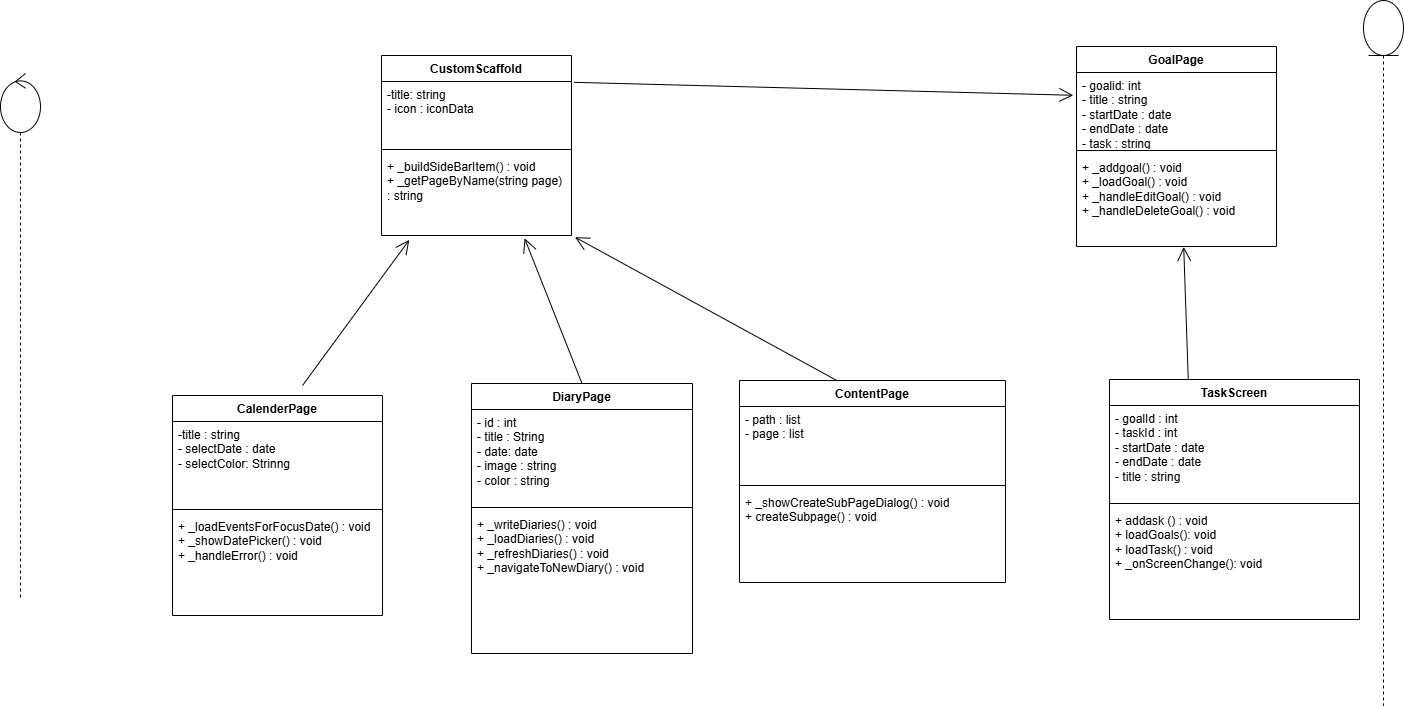 CustomScaffold
-title: string
- icon : iconData
+ _buildSideBarItem() : void
+ _getPageByName(string page)
: string
GoalPage
- goalid: int
- title : string
- startDate : date
- endDate : date
- task : string
+ _addgoal() : void
+ _loadGoal() : void
+ _handleEditGoal() : void
+ _handleDeleteGoal() : void
CalenderPage
-title : string
- selectDate : date
- selectColor: Strinng
+ _loadEventsForFocusDate() : void
+ _showDatePicker() : void
+ _handleError() : void
DiaryPage
- id : int
- title : String
- date: date
- image : string
- color : string
+ _writeDiaries() : void
+ _loadDiaries() : void
+ _refreshDiaries() : void
+ _navigateToNewDiary() : void
ContentPage
- path : list
- page : list
+ _showCreateSubPageDialog() : void
+ createSubpage() : void
TaskScreen
- goalId : int
- taskId : int
- startDate : date
- endDate : date
- title : string
+ addask () : void
+ loadGoals(): void
+ loadTask() : void
+ _onScreenChange(): void